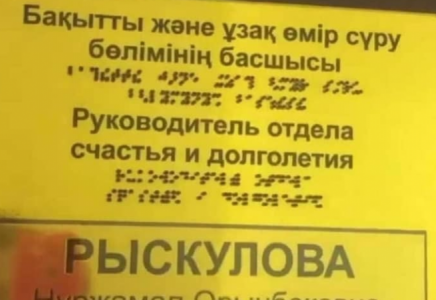 Бақытты және ұзақ өмір сүру
бөлімінің басшысы
Руководитель отдела
счастья и долголетия
РЫСКУЛОВА